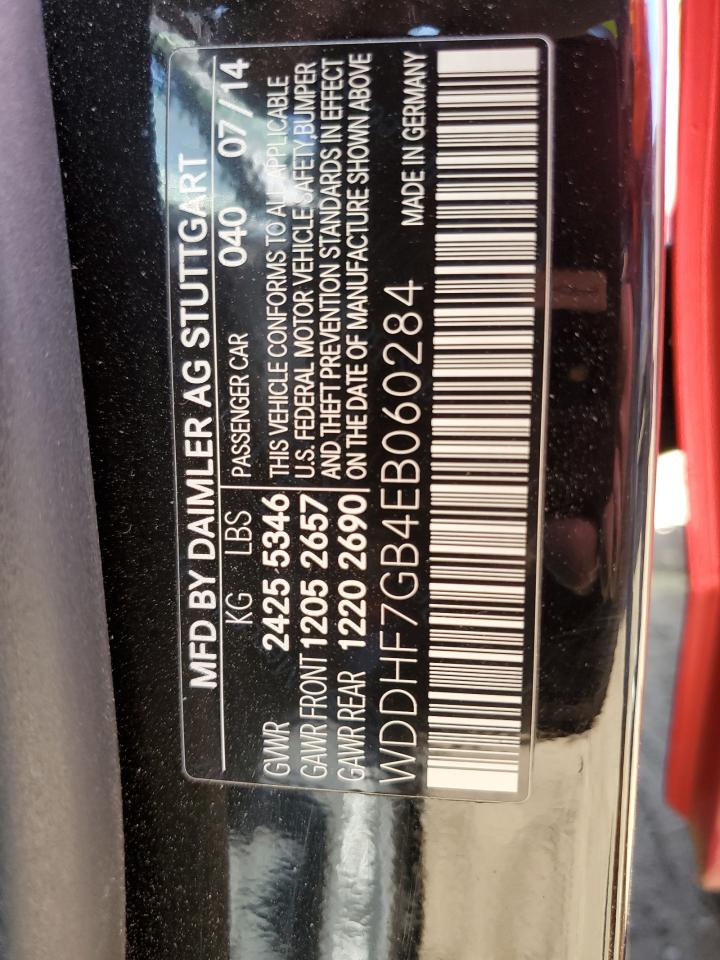 MFD BY DAIMLER AG STUTTGART
KG LBS PASSENGER CAR 040 07/14
GVWR 2425 5346 THIS VEHICLE CONFORMS TO ALL APPLICABLE
GAWR FRONT 1205 2657 U.S. FEDERAL MOTOR VEHICLE SAFETY,BUMPER
GAWR REAR 1220 2690 AND THEFT PREVENTION STANDARDS IN EFFECT
ON THE DATE OF MANUFACTURE SHOWN ABOVE
WDDHF7GB4EB060284 MADE IN GERMANY